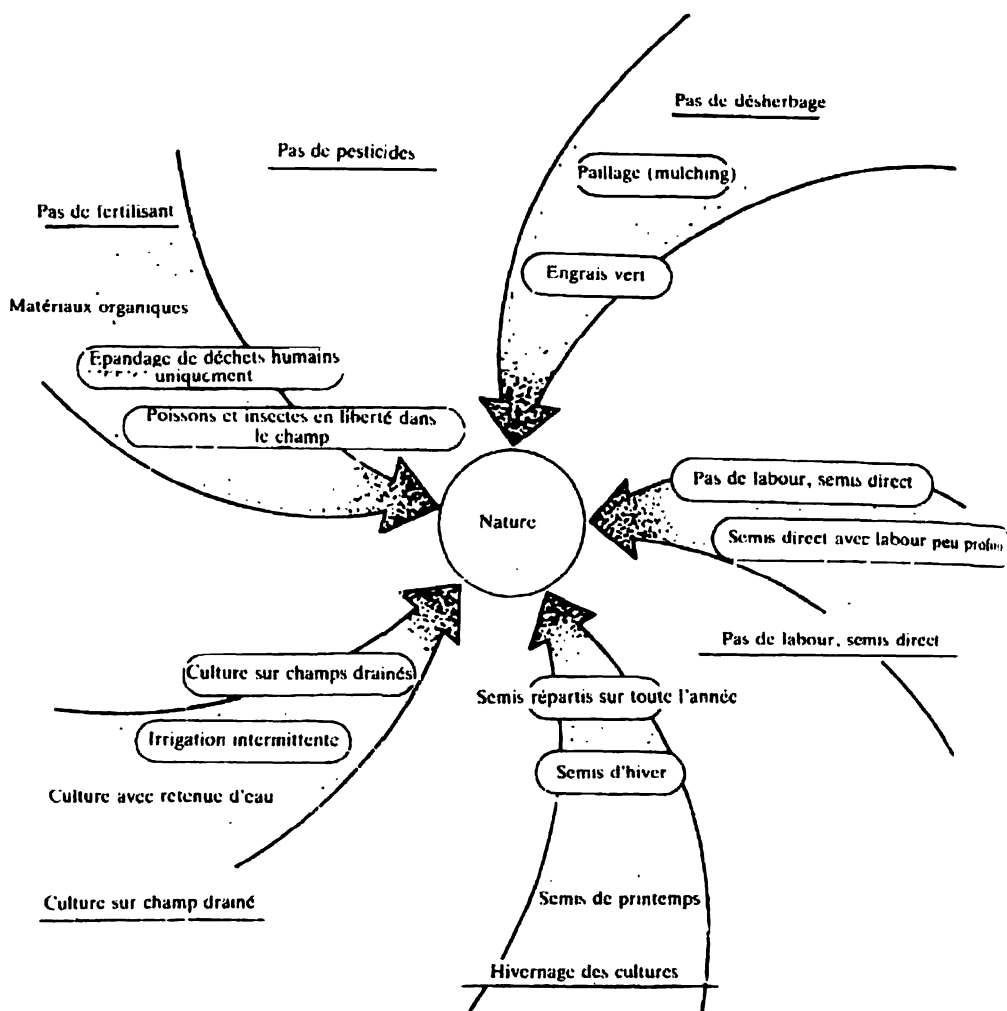 Pas de désherbage
Pas de pesticides
Paillage (mulching)
Pas de fertilisant
Engrais vert
Matériaux organiques
Epandage de déchets humains
uniquement
Poissons et insectes en liberté dans
le champ
Pas de labour, semis direct
Nature
Semis direct avec labour peu profon
Pas de labour, semis direct
Culture sur champs drainés
Semis répartis sur toute l'année
Irrigation intermittente
Semis d'hiver
Culture avec retenue d'eau
Semis de printemps
Culture sur champ drainé
Hivernage des cultures